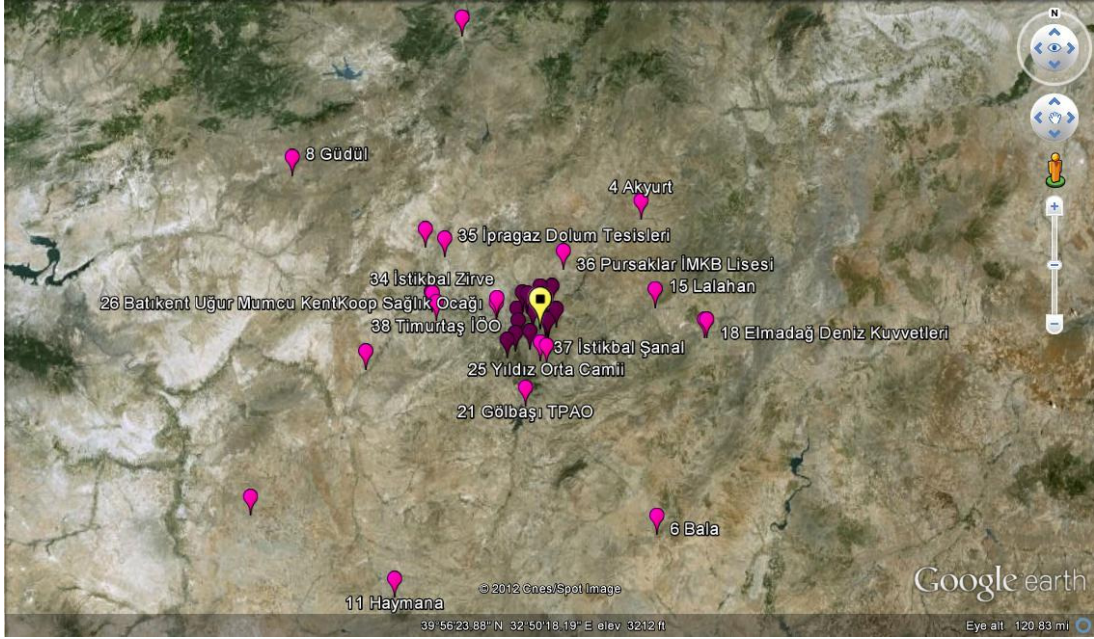 N
8 Güdül
4 Akyurt
35 İpragaz Dolum Tesisleri
36 Pursaklar İMKB Lisesi
34 İstikbal Zirve
15 Lalahan
26 Batıkent Uğur Mumcu KentKoop Sağlık Ocağı
38 Timurtaş İÖO
18 Elmadağ Deniz Kuvvetleri
37 İstikbal Şanal
25 Yıldız Orta Camii
21 Gölbaşı TPAO
6 Bala
11 Haymana
© 2012 Cnes/Spot Image
Google earth
39°56'23.88" N 32°50'18.19" E elev 3212 ft
Eye alt 120.83 mi